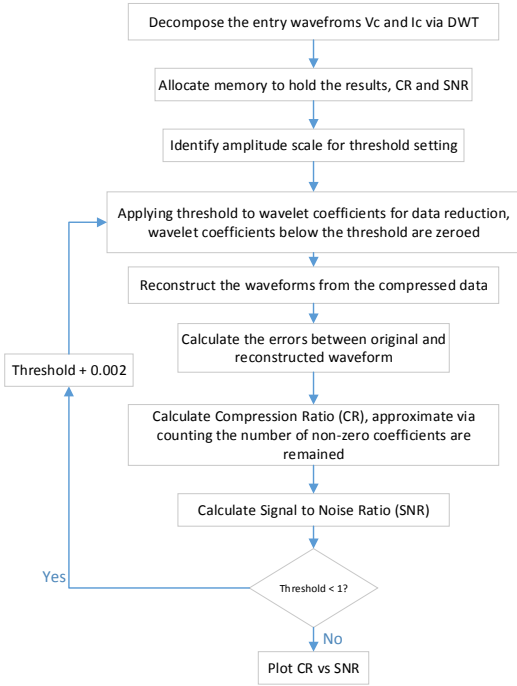 Decompose the entry wavefroms Vc and Ic via DWT
Allocate memory to hold the results, CR and SNR
Identify amplitude scale for threshold setting
Applying threshold to wavelet coefficients for data reduction,
wavelet coefficients below the threshold are zeroed
Reconstruct the waveforms from the compressed data
Calculate the errors between original and
reconstructed waveform
Threshold + 0.002
Calculate Compression Ratio (CR), approximate via
counting the number of non-zero coefficients are
remained
Calculate Signal to Noise Ratio (SNR)
Threshold < 1?
Yes
No
Plot CR vs SNR